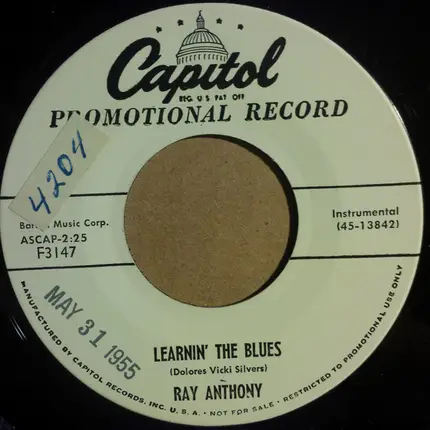 Capitol
REG. U.S. PAT. OFF.
PROMOTIONAL RECORD
4204
Music Corp.
ASCAP-2:25
F3147
Instrumental
(45-13842)
MAY 31 1955
LEARNIN' THE BLUES
(Dolores Vicki Silvers)
RAY ANTHONY
MANUFACTURED BY CAPITOL RECORDS, INC. U.S.A. • NOT FOR SALE • RESTRICTED TO PROMOTIONAL USE ONLY